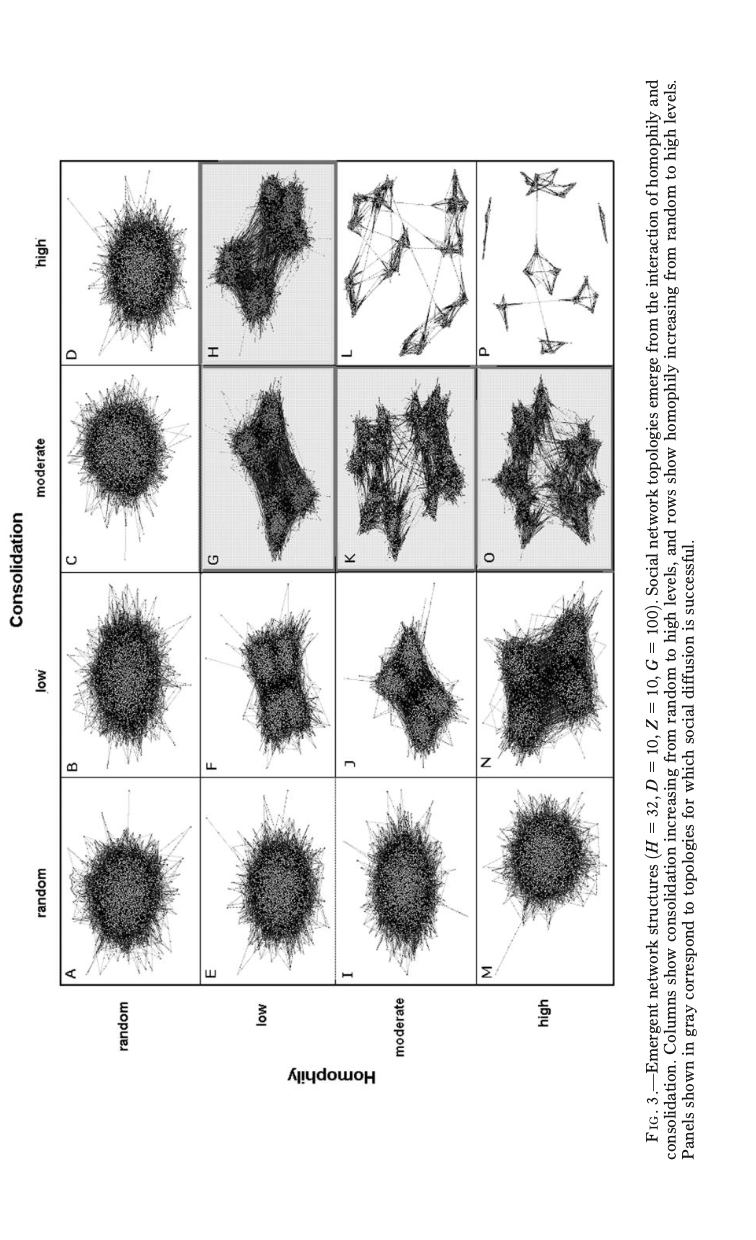 Consolidation
random low moderate high
Homophily
random
A B C D
low
E F G H
moderate
I J K L
high
M N O P
FIG. 3.—Emergent network structures (H = 32, D = 10, Z = 10, G = 100). Social network topologies emerge from the interaction of homophily and
consolidation. Columns show consolidation increasing from random to high levels, and rows show homophily increasing from random to high levels.
Panels shown in gray correspond to topologies for which social diffusion is successful.